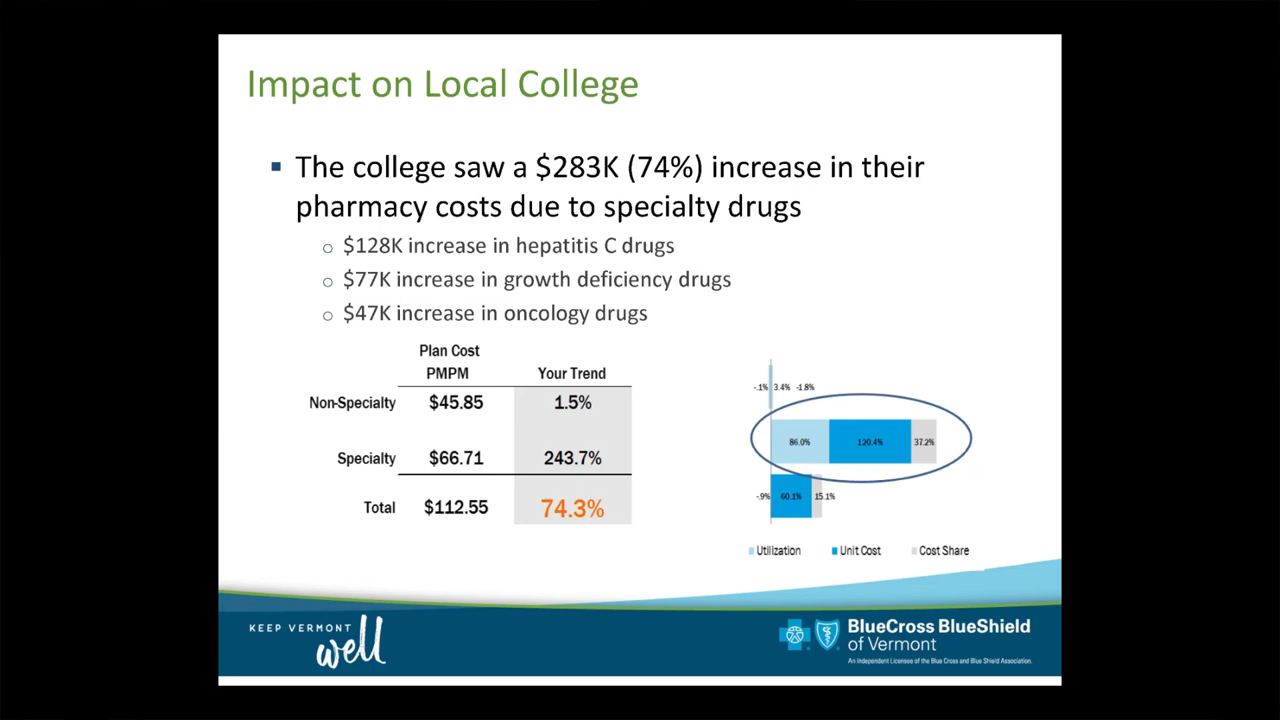 Impact on Local College
The college saw a $283K (74%) increase in their
pharmacy costs due to specialty drugs
$128K increase in hepatitis C drugs
$77K increase in growth deficiency drugs
$47K increase in oncology drugs
Plan Cost
PMPM Your Trend
Non-Specialty $45.85 1.5%
Specialty $66.71 243.7%
Total $112.55 74.3%
-.1% 3.4% -1.8%
86.0% 120.4% 37.2%
-.9% 60.1% 15.1%
Utilization Unit Cost Cost Share
KEEP VERMONT
well
BlueCross BlueShield
of Vermont
An Independent Licensee of the Blue Cross and Blue Shield Association.